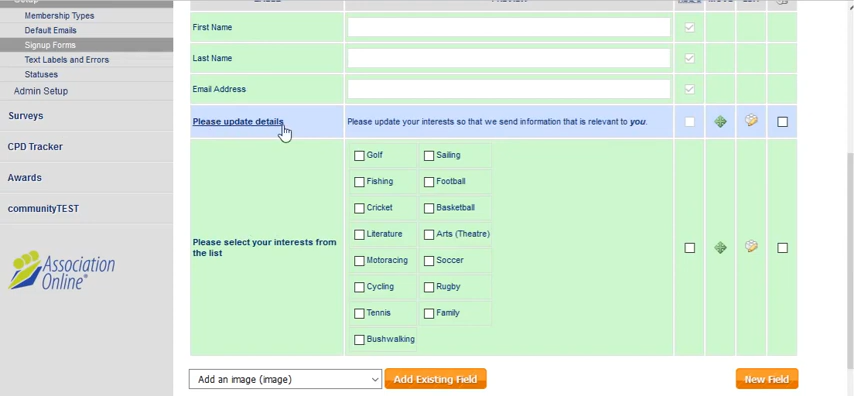 Setup
Membership Types
Default Emails
Signup Forms
Text Labels and Errors
Statuses
Admin Setup
Surveys
CPD Tracker
Awards
communityTEST
Association
Online®
First Name
Last Name
Email Address
Please update details
Please update your interests so that we send information that is relevant to you.
Please select your interests from
the list
Golf
Sailing
Fishing
Football
Cricket
Basketball
Literature
Arts (Theatre)
Motoracing
Soccer
Cycling
Rugby
Tennis
Family
Bushwalking
Add an image (image)
Add Existing Field
New Field